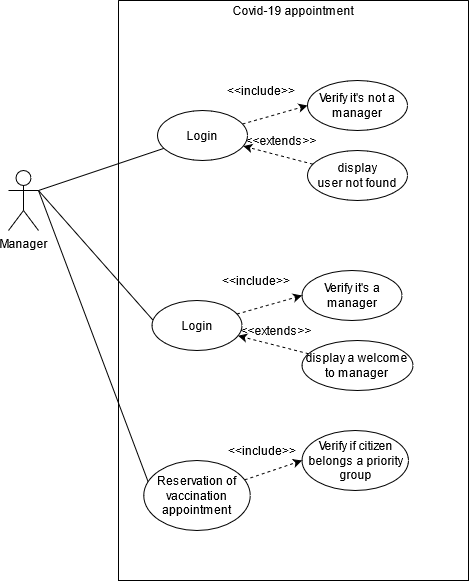 Covid-19 appointment
<<include>>
Verify it's not a
manager
Login
<<extends>>
display
user not found
Manager
<<include>>
Verify it's a
manager
Login
<<extends>>
display a welcome
to manager
<<include>>
Verify if citizen
belongs a priority
group
Reservation of
vaccination
appointment